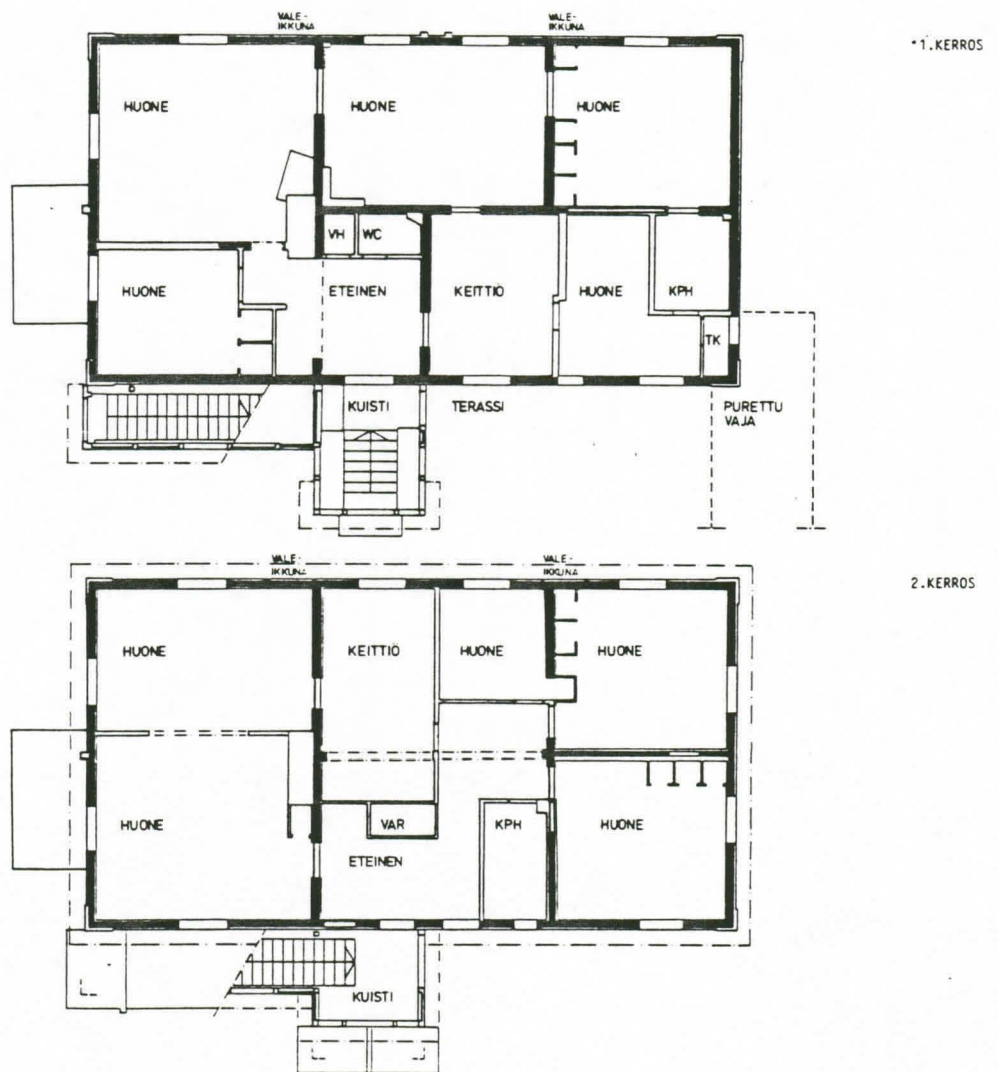 VALE-
IKKUNA
VALE-
IKKUNA
1.KERROS
HUONE
HUONE
HUONE
VH
WC
HUONE
ETEINEN
KEITTIÖ
HUONE
KPH
TK
KUISTI
TERASSI
PURETTU
VAJA
VALE-
IKKUNA
VALE-
IKKUNA
2.KERROS
HUONE
KEITTIÖ
HUONE
HUONE
HUONE
VAR
KPH
HUONE
ETEINEN
KUISTI